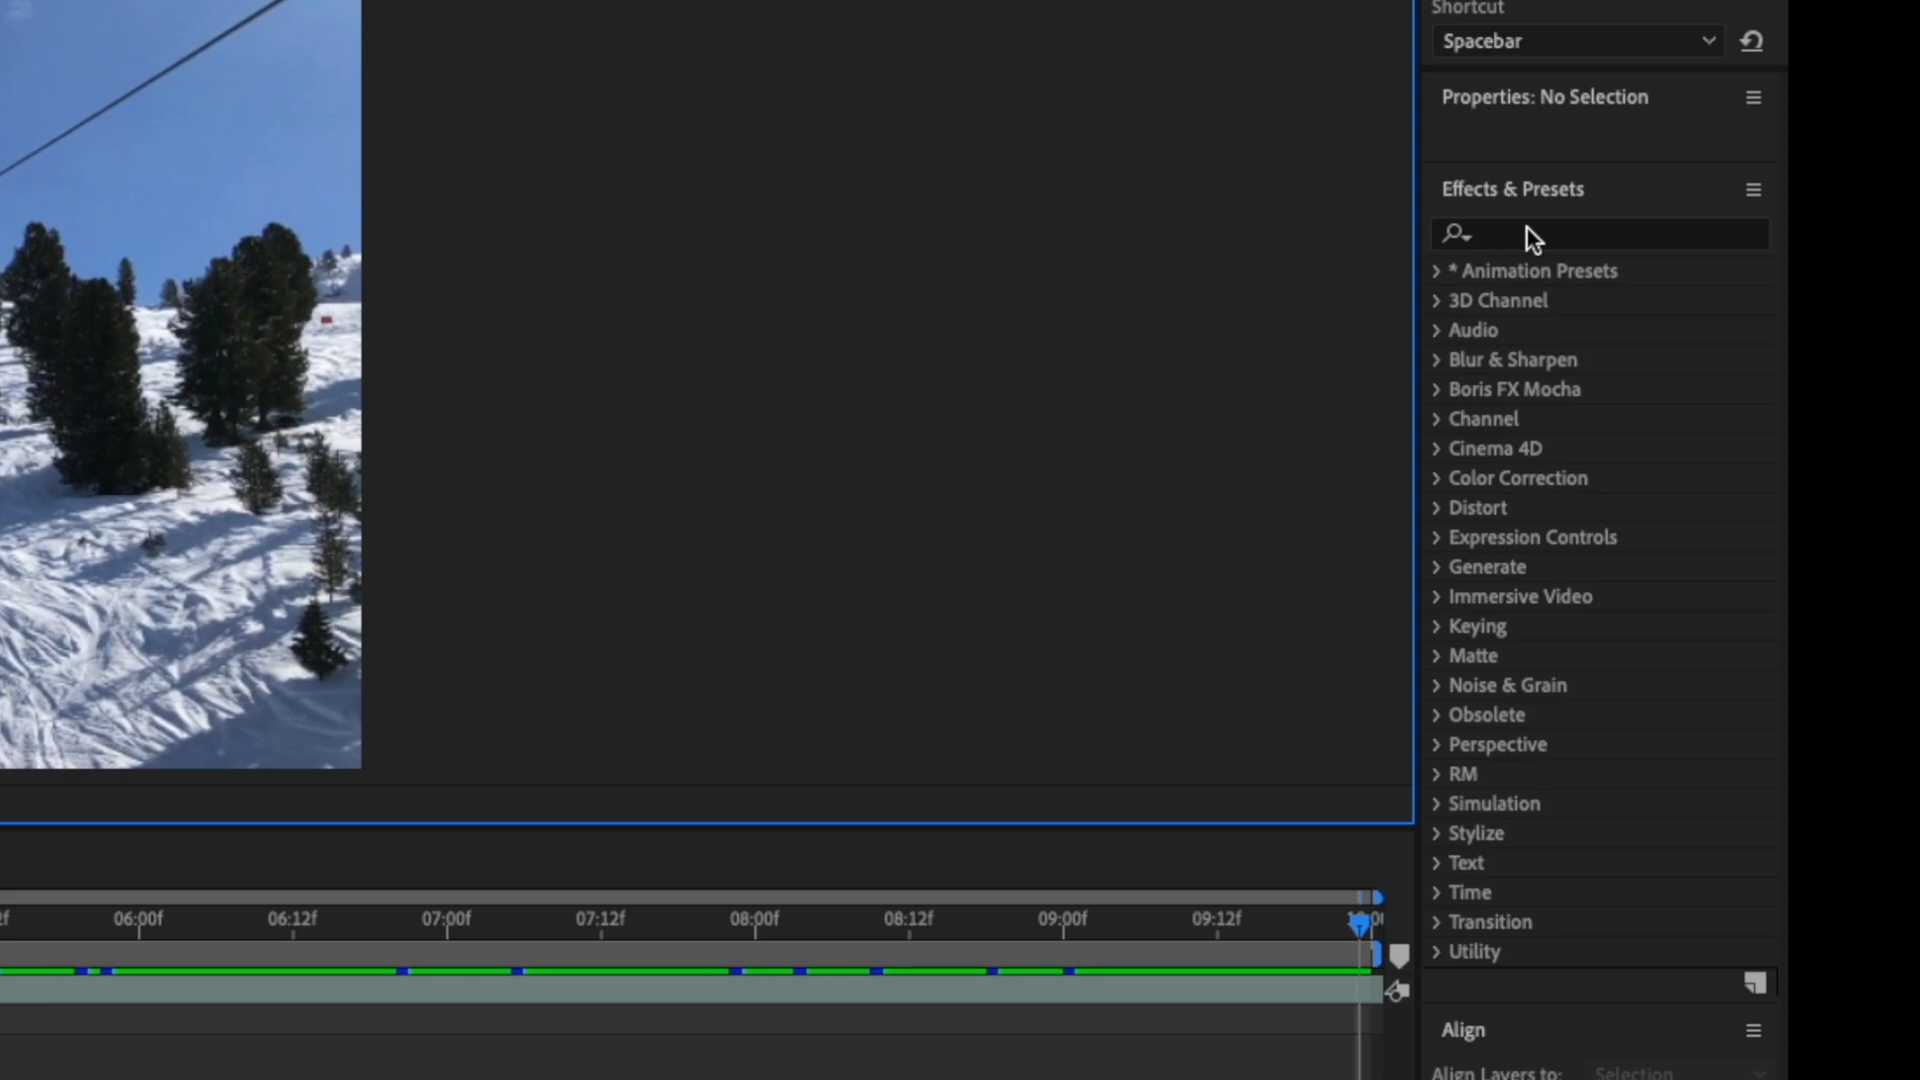 Shortcut
Spacebar
Properties: No Selection
Effects & Presets
* Animation Presets
3D Channel
Audio
Blur & Sharpen
Boris FX Mocha
Channel
Cinema 4D
Color Correction
Distort
Expression Controls
Generate
Immersive Video
Keying
Matte
Noise & Grain
Obsolete
Perspective
RM
Simulation
Stylize
Text
Time
Transition
Utility
06:00f 06:12f 07:00f 07:12f 08:00f 08:12f 09:00f 09:12f
Align
Align Layers to: Selection